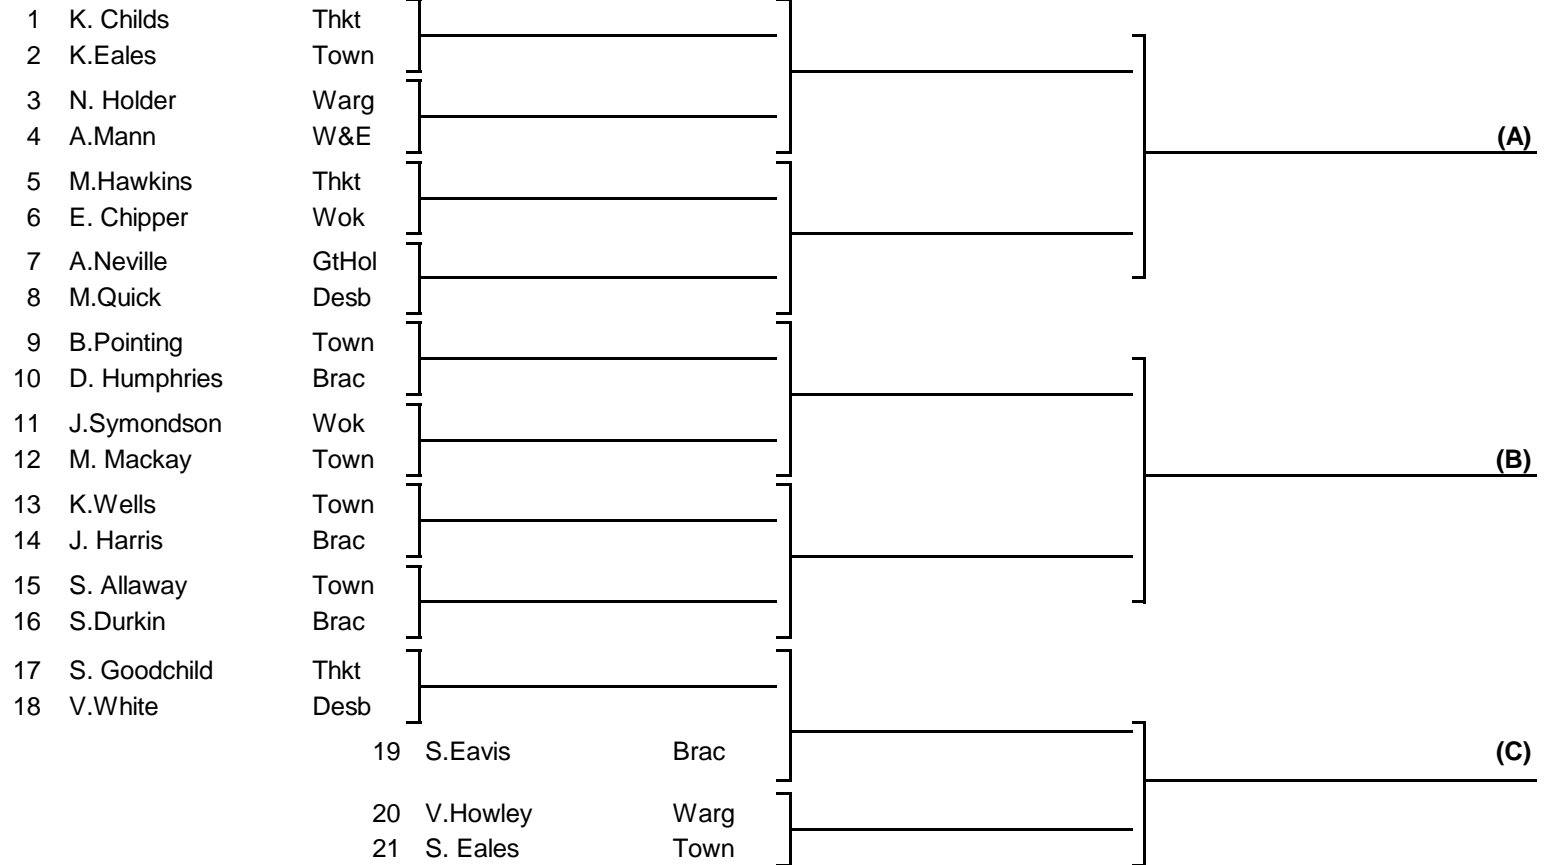 1 K. Childs Thkt
2 K.Eales Town
3 N. Holder Warg
4 A.Mann W&E (A)
5 M.Hawkins Thkt
6 E. Chipper Wok
7 A.Neville GtHol
8 M.Quick Desb
9 B.Pointing Town
10 D. Humphries Brac
11 J.Symondson Wok
12 M. Mackay Town (B)
13 K.Wells Town
14 J. Harris Brac
15 S. Allaway Town
16 S.Durkin Brac
17 S. Goodchild Thkt
18 V.White Desb
19 S.Eavis Brac (C)
20 V.Howley Warg
21 S. Eales Town